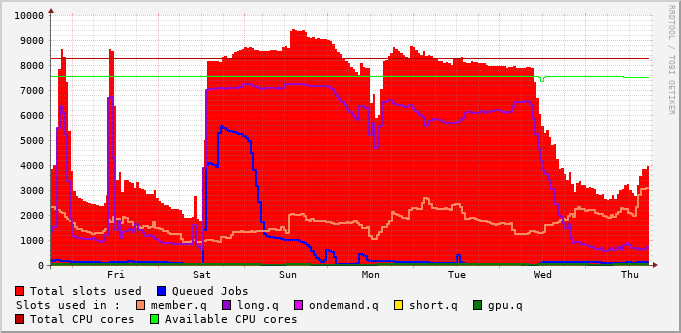 10000
9000
8000
7000
6000
5000
4000
3000
2000
1000
0
Fri Sat Sun Mon Tue Wed Thu
Total slots used Queued Jobs
Slots used in : member.q long.q ondemand.q short.q gpu.q
Total CPU cores Available CPU cores
RRDTOOL / TOBI OETIKER